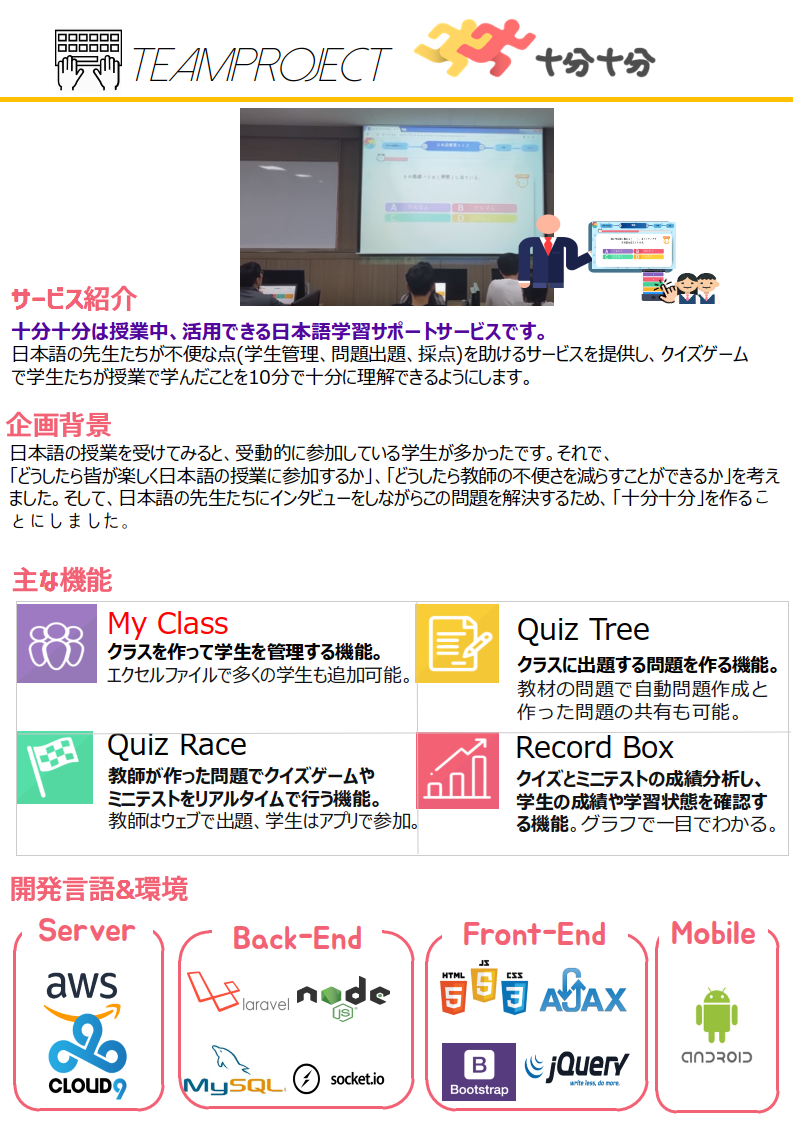 TEAMPROJECT
十分十分
A
B
C
D
サービス紹介
十分十分は授業中、活用できる日本語学習サポートサービスです。
日本語の先生たちが不便な点(学生管理、問題出題、採点)を助けるサービスを提供し、クイズゲーム
で学生たちが授業で学んだことを10分で十分に理解できるようにします。
企画背景
日本語の授業を受けてみると、受動的に参加している学生が多かったです。それで、
「どうしたら皆が楽しく日本語の授業に参加するか」、「どうしたら教師の不便さを減らすことができるか」を考え
ました。そして、日本語の先生たちにインタビューをしながらこの問題を解決するため、「十分十分」を作るこ
とにしました。
主な機能
My Class
クラスを作って学生を管理する機能。
エクセルファイルで多くの学生も追加可能。
Quiz Tree
クラスに出題する問題を作る機能。
教材の問題で自動問題作成と
作った問題の共有も可能。
Quiz Race
教師が作った問題でクイズゲームや
ミニテストをリアルタイムで行う機能。
教師はウェブで出題、学生はアプリで参加。
Record Box
クイズとミニテストの成績分析し、
学生の成績や学習状態を確認す
る機能。グラフで一目でわかる。
開発言語&環境
Server
aws
CLOUD9
Back-End
laravel
node
JS
MySQL
socket.io
Front-End
HTML
5
JS
5
CSS
3
AJAX
B
Bootstrap
jQuery
write less, do more.
Mobile
ANDROID